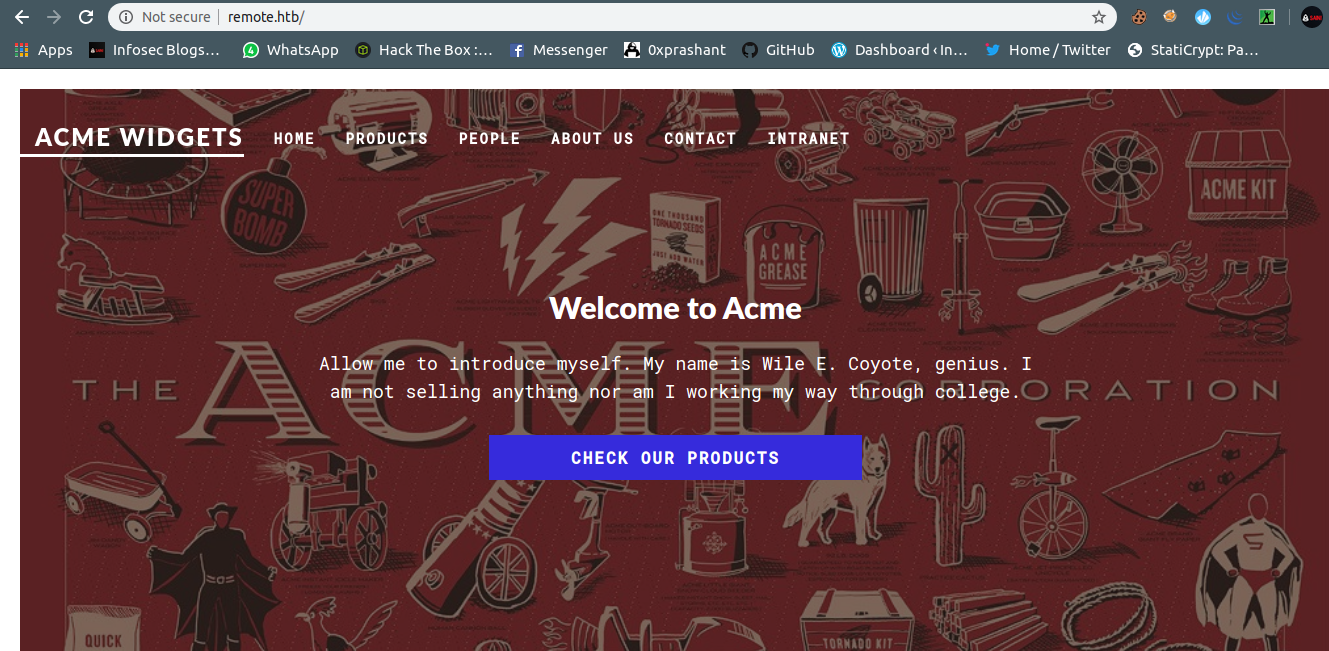 Not secure | remote.htb/
Apps Infosec Blogs... WhatsApp Hack The Box :... Messenger 0xprashant GitHub Dashboard ‹ In... Home / Twitter StatiCrypt: Pa...
ACME WIDGETS HOME PRODUCTS PEOPLE ABOUT US CONTACT INTRANET
SUPER
BOMB
ONE THOUSAND
TORNADO SEEDS
JUST ADD WATER
ACME
GREASE
ACME KIT
Welcome to Acme
Allow me to introduce myself. My name is Wile E. Coyote, genius. I
am not selling anything nor am I working my way through college.
THE ACME CORPORATION
CHECK OUR PRODUCTS
QUICK
TORNADO KIT